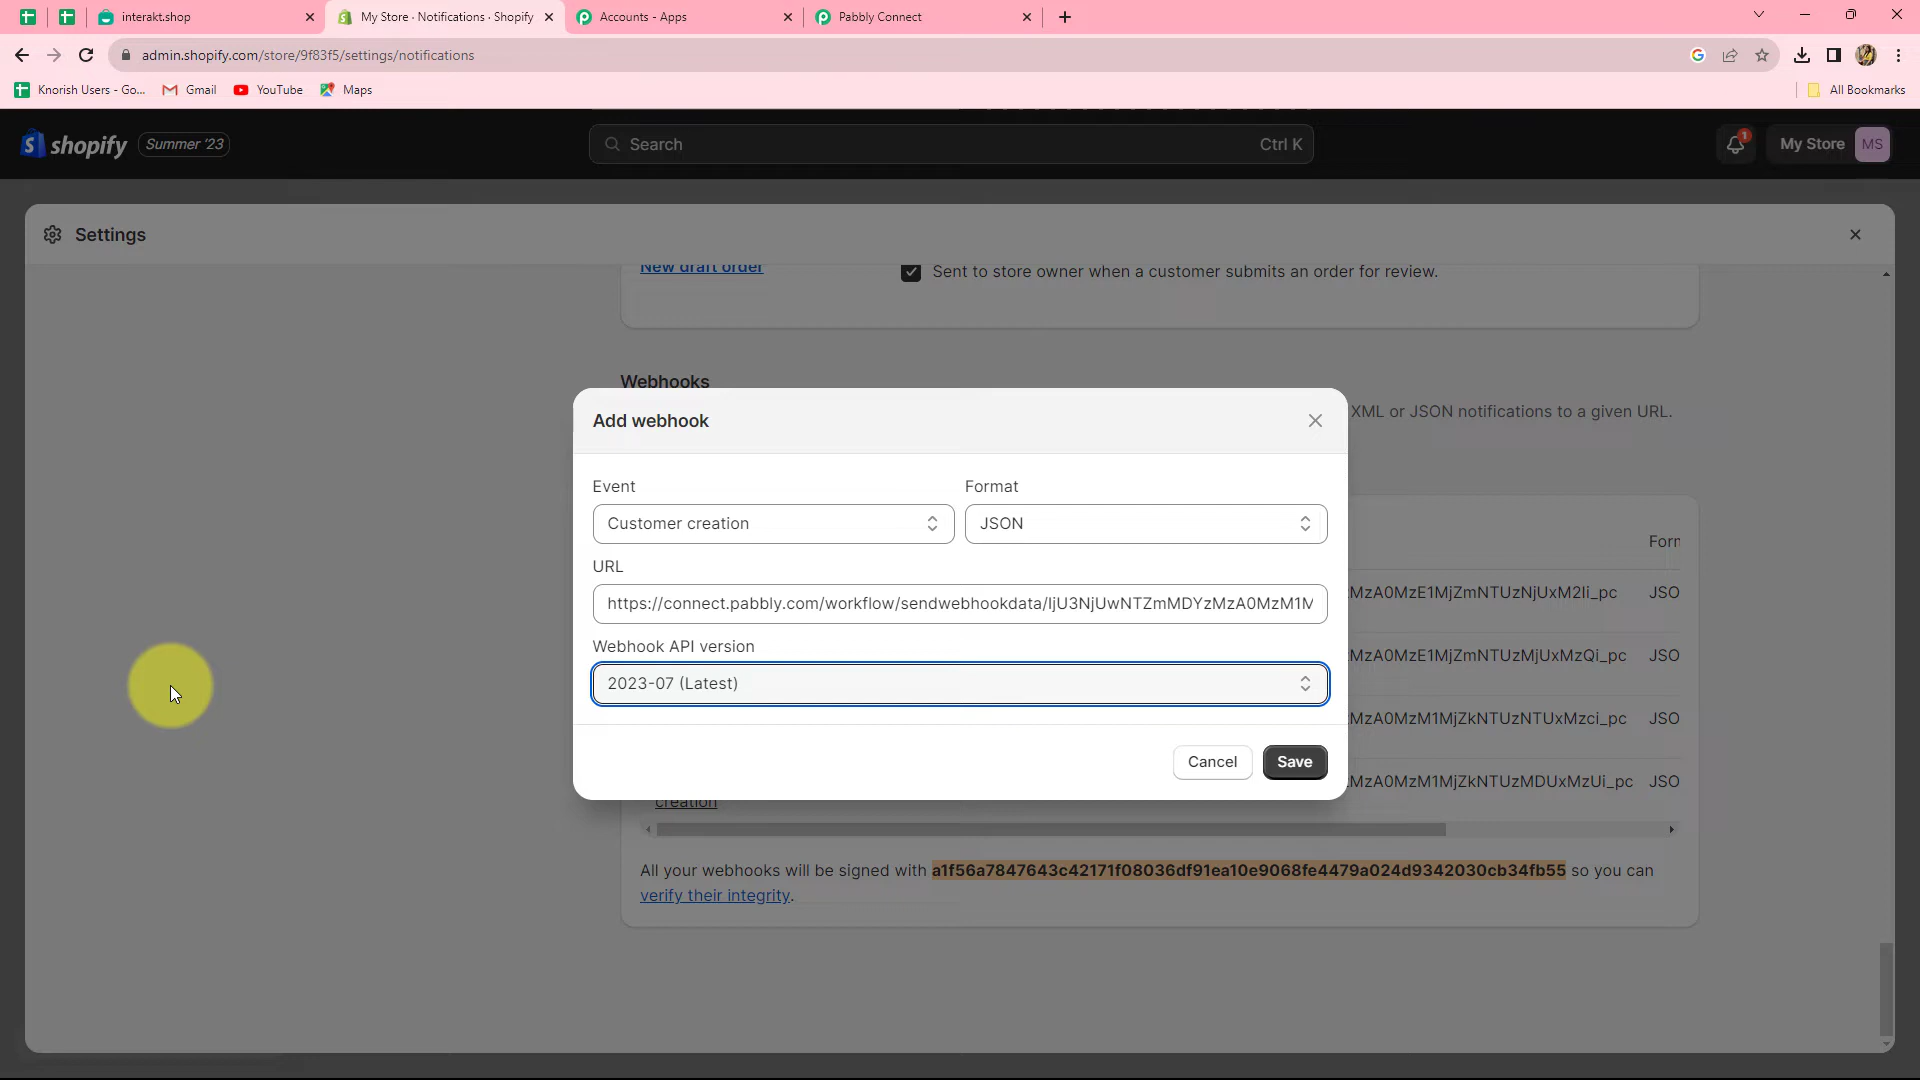 interakt.shop
My Store · Notifications · Shopify
Accounts - Apps
Pabbly Connect
admin.shopify.com/store/9f83f5/settings/notifications
Knorish Users - Go...
Gmail
YouTube
Maps
All Bookmarks
shopify
Summer '23
Search
Ctrl K
1
My Store
MS
Settings
New draft order
Sent to store owner when a customer submits an order for review.
Webhooks
XML or JSON notifications to a given URL.
Add webhook
Event
Format
Customer creation
JSON
Form
URL
https://connect.pabbly.com/workflow/sendwebhookdata/IjU3NjUwNTZmMDYzMzA0MzM1M
MzA0MzE1MjZmNTUzNjUxM2Ii_pc
JSO
Webhook API version
MzA0MzE1MjZmNTUzMjUxMzQi_pc
JSO
2023-07 (Latest)
MzA0MzM1MjZkNTUzNTUxMzci_pc
JSO
Cancel
Save
MzA0MzM1MjZkNTUzMDUxMzUi_pc
JSO
creation
All your webhooks will be signed with a1f56a7847643c42171f08036df91ea10e9068fe4479a024d9342030cb34fb55 so you can
verify their integrity.